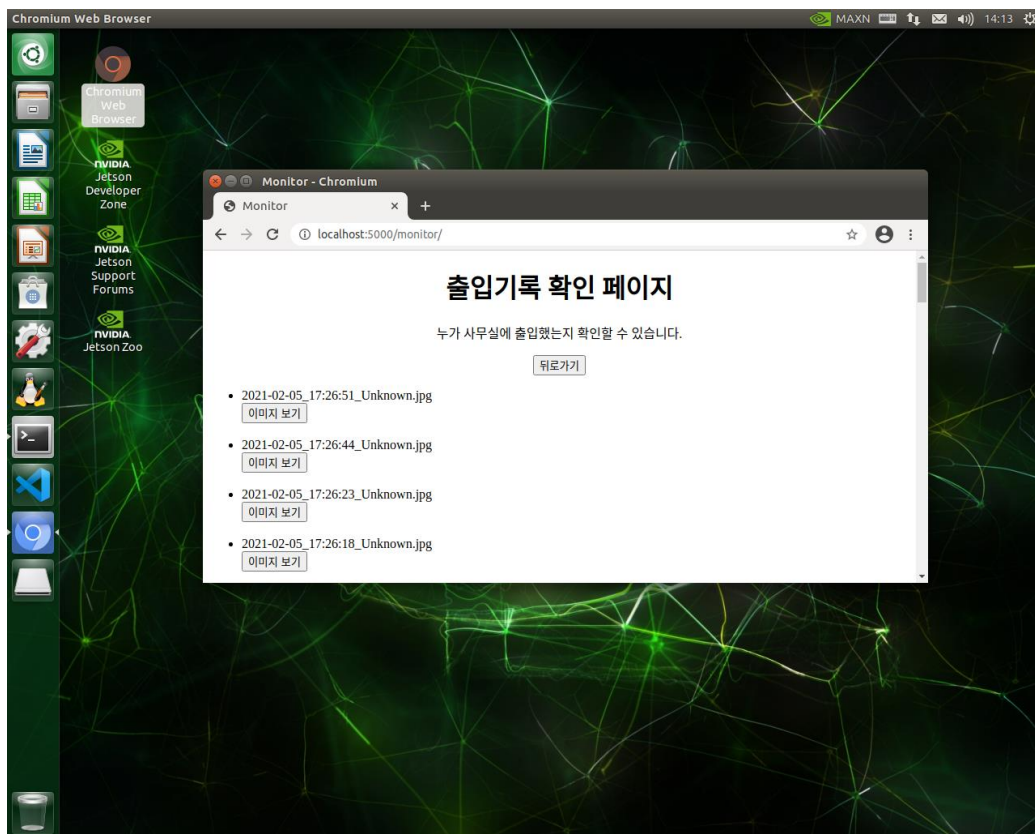 Chromium Web Browser
MAXN
14:13
Chromium
Web
Browser
NVIDIA
Jetson
Developer
Zone
NVIDIA
Jetson
Support
Forums
NVIDIA
Jetson Zoo
Monitor - Chromium
Monitor
localhost:5000/monitor/
출입기록 확인 페이지
누가 사무실에 출입했는지 확인할 수 있습니다.
뒤로가기
2021-02-05_17:26:51_Unknown.jpg
이미지 보기
2021-02-05_17:26:44_Unknown.jpg
이미지 보기
2021-02-05_17:26:23_Unknown.jpg
이미지 보기
2021-02-05_17:26:18_Unknown.jpg
이미지 보기